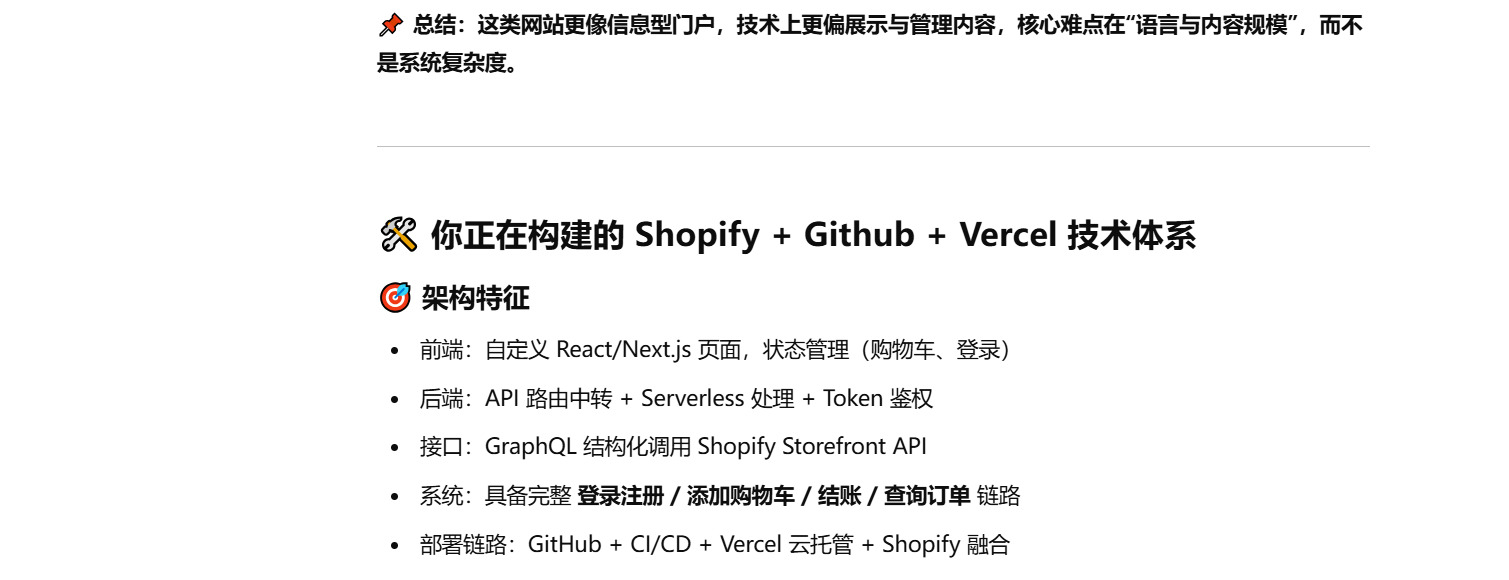 📌 总结：这类网站更像信息型门户，技术上更偏展示与管理内容，核心难点在“语言与内容规模”，而不
是系统复杂度。
🛠 你正在构建的 Shopify + Github + Vercel 技术体系
🎯 架构特征
• 前端：自定义 React/Next.js 页面，状态管理（购物车、登录）
• 后端：API 路由中转 + Serverless 处理 + Token 鉴权
• 接口：GraphQL 结构化调用 Shopify Storefront API
• 系统：具备完整 登录注册 / 添加购物车 / 结账 / 查询订单 链路
• 部署链路：GitHub + CI/CD + Vercel 云托管 + Shopify 融合